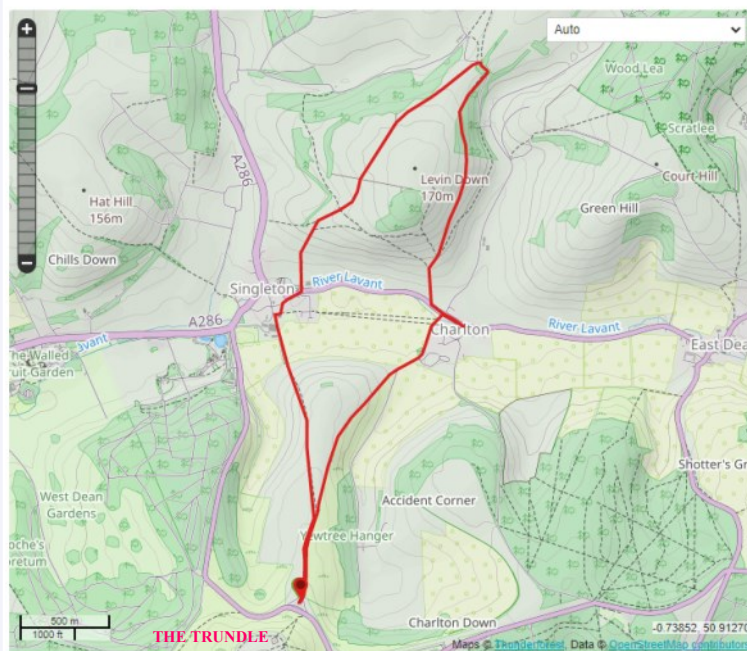 +
Auto
Wood Lea
A286
Scratlee
Levin Down
170m
Court Hill
Hat Hill
156m
Green Hill
Chills Down
River Lavant
Singleton
A286
Charlton
River Lavant
East Dea
avant
he Walled
uit Garden
Shotter's Gr
West Dean
Gardens
Accident Corner
Yewtree Hanger
oche's
oretum
500 m
1000 ft
THE TRUNDLE
Charlton Down
-0.73852, 50.91270
Maps © Thunderforest, Data © OpenStreetMap contributors